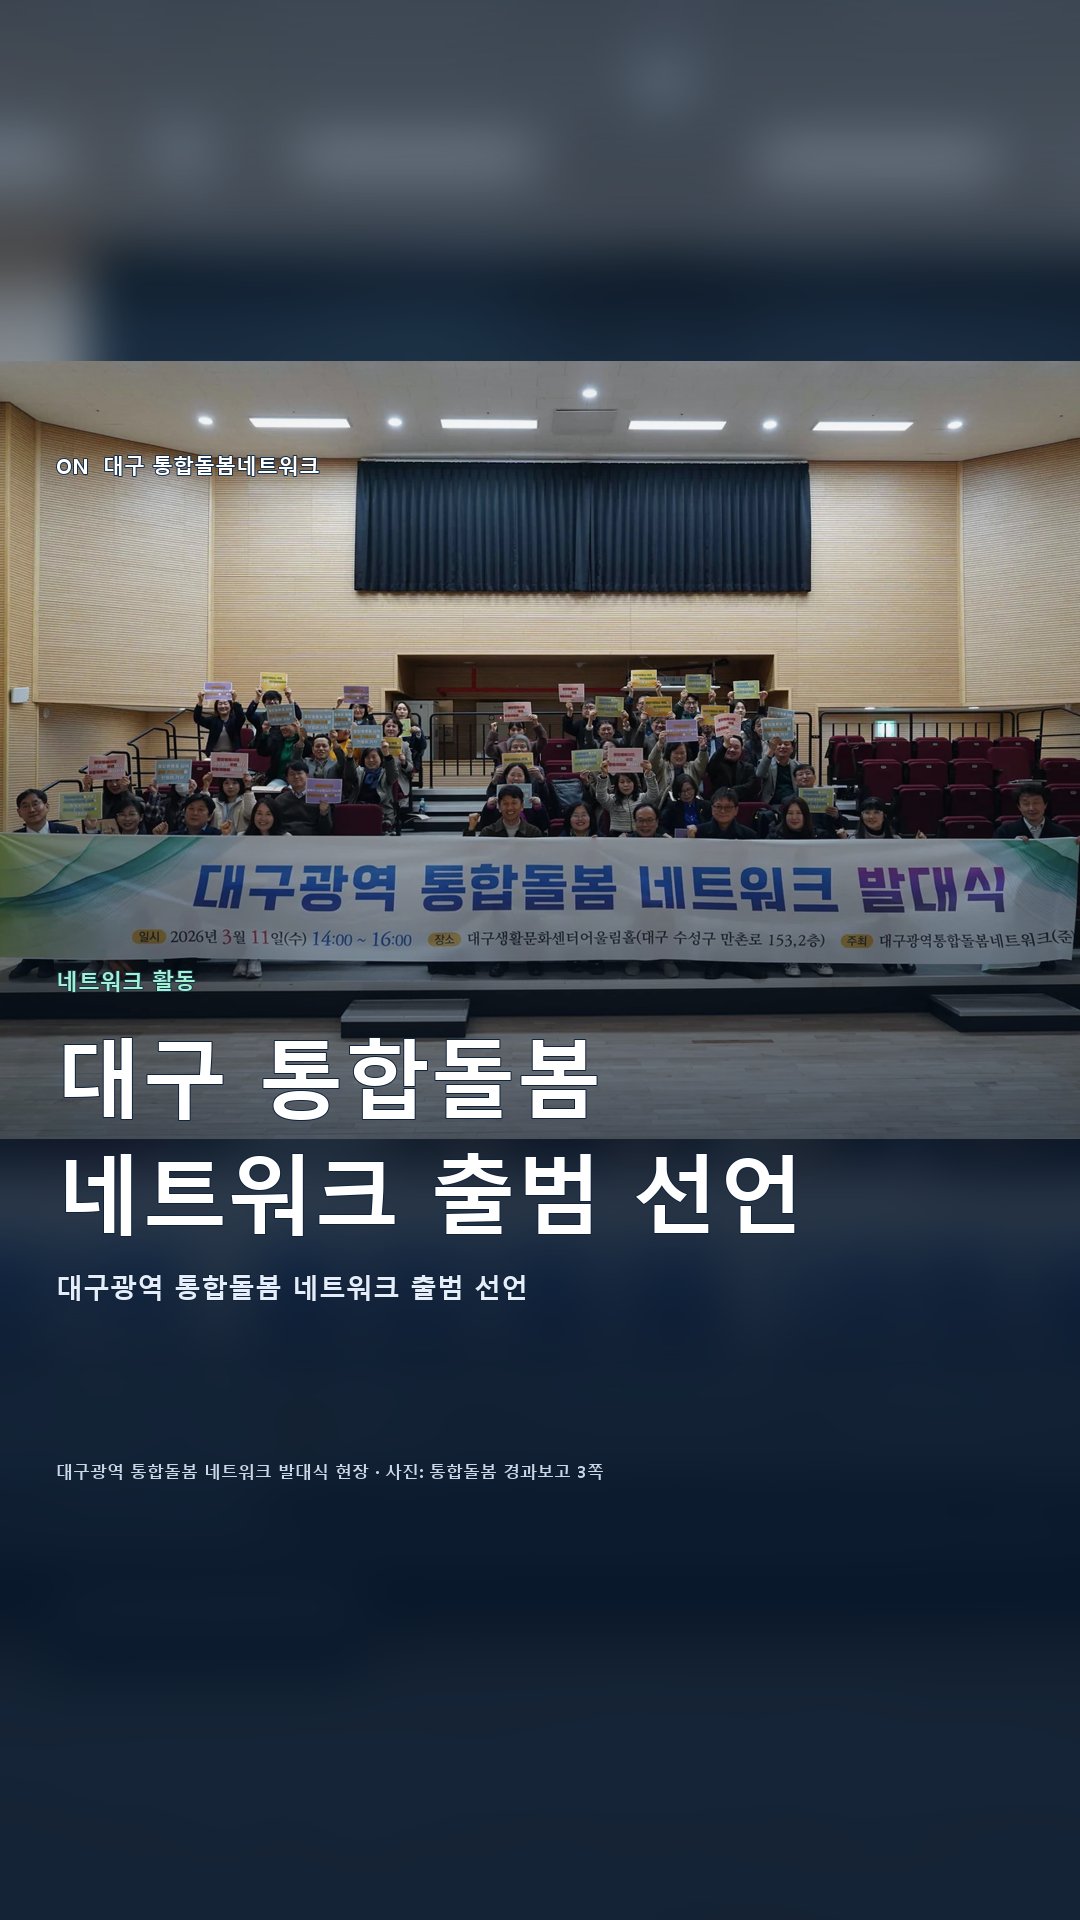 ON 대구 통합돌봄네트워크
대구광역 통합돌봄 네트워크 발대식
일시 2026년 3월 11일(수) 14:00 ~ 16:00 장소 대구생활문화센터어울림홀(대구 수성구 만촌로 153,2층) 주최 대구광역통합돌봄네트워크(준)
네트워크 활동
대구 통합돌봄
네트워크 출범 선언
대구광역 통합돌봄 네트워크 출범 선언
대구광역 통합돌봄 네트워크 발대식 현장 · 사진: 통합돌봄 경과보고 3쪽